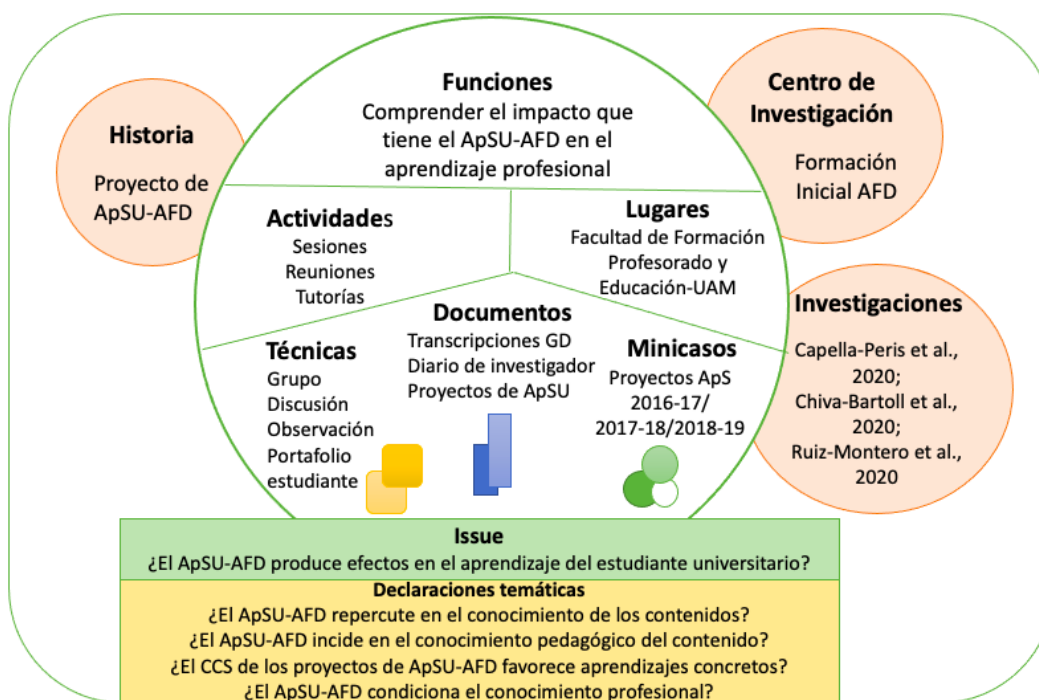 Funciones
Comprender el impacto que
tiene el ApSU-AFD en el
aprendizaje profesional
Centro de
Investigación
Formación
Inicial AFD
Historia
Proyecto de
ApSU-AFD
Actividades
Sesiones
Reuniones
Tutorías
Lugares
Facultad de Formación
Profesorado y
Educación-UAM
Técnicas
Grupo
Discusión
Observación
Portafolio
estudiante
Documentos
Transcripciones GD
Diario de investigador
Proyectos de ApSU
Minicasos
Proyectos ApS
2016-17/
2017-18/2018-19
Investigaciones
Capella-Peris et al.,
2020;
Chiva-Bartoll et al.,
2020;
Ruiz-Montero et al.,
2020
Issue
¿El ApSU-AFD produce efectos en el aprendizaje del estudiante universitario?
Declaraciones temáticas
¿El ApSU-AFD repercute en el conocimiento de los contenidos?
¿El ApSU-AFD incide en el conocimiento pedagógico del contenido?
¿El CCS de los proyectos de ApSU-AFD favorece aprendizajes concretos?
¿El ApSU-AFD condiciona el conocimiento profesional?